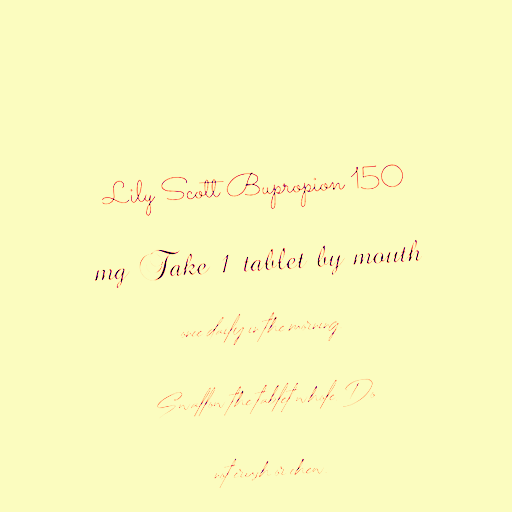 Lily Scott Bupropion 150
mg Take 1 tablet by mouth
once daily in the morning
Swallow the tablet whole Do
not crush or chew.